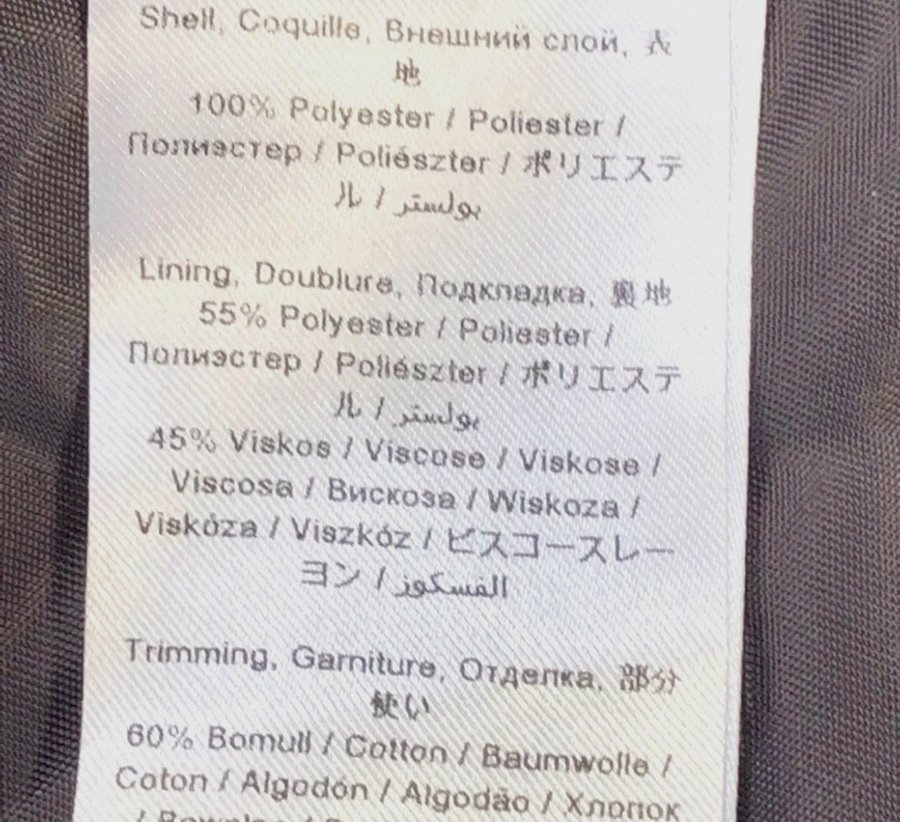 Shell, Coquille, Внешний слой, 表
地
100% Polyester / Poliester /
Полиэстер / Poliészter / ポリエステ
ル / بولستر
Lining, Doublure, Подкладка, 裏地
55% Polyester / Poliester /
Полиэстер / Poliészter / ポリエステ
ル / بولستر
45% Viskos / Viscose / Viskose /
Viscosa / Вискоза / Wiskoza /
Viskóza / Viszkóz / ビスコースレー
ヨン / الفسكوز
Trimming, Garniture, Отделка, 部分
使い
60% Bomull / Cotton / Baumwolle /
Coton / Algodón / Algodão / Хлопок
/